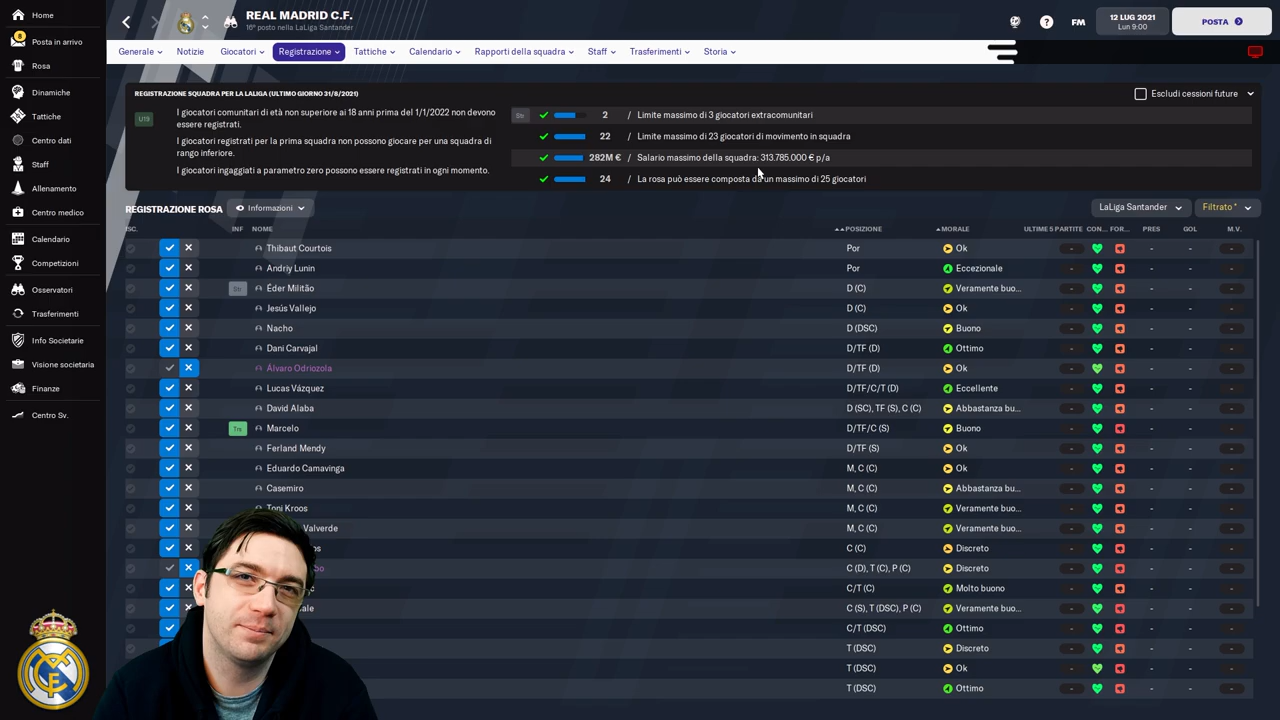 Home
8
Posta in arrivo
Rosa
Dinamiche
Tattiche
Centro dati
Staff
Allenamento
Centro medico
Calendario
Competizioni
Osservatori
Trasferimenti
Info Societarie
Visione societaria
Finanze
Centro Sv.
REAL MADRID C.F.
16° posto nella LaLiga Santander
FM
12 LUG 2021
Lun 9:00
POSTA
Generale Notizie Giocatori Registrazione Tattiche Calendario Rapporti della squadra Staff Trasferimenti Storia
REGISTRAZIONE SQUADRA PER LA LALIGA (ULTIMO GIORNO 31/8/2021)
Escludi cessioni future
U19
I giocatori comunitari di età non superiore ai 18 anni prima del 1/1/2022 non devono
essere registrati.
I giocatori registrati per la prima squadra non possono giocare per una squadra di
rango inferiore.
I giocatori ingaggiati a parametro zero possono essere registrati in ogni momento.
Str 2 / Limite massimo di 3 giocatori extracomunitari
22 / Limite massimo di 23 giocatori di movimento in squadra
282M € / Salario massimo della squadra: 313.785.000 € p/a
24 / La rosa può essere composta da un massimo di 25 giocatori
REGISTRAZIONE ROSA Informazioni LaLiga Santander Filtrato*
INF NOME POSIZIONE MORALE ULTIME 5 PARTITE CON... FOR... PRES GOL M.V.
Thibaut Courtois Por Ok - - - -
Andriy Lunin Por Eccezionale - - - -
Str Éder Militão D (C) Veramente buo... - - - -
Jesús Vallejo D (C) Ok - - - -
Nacho D (DSC) Buono - - - -
Dani Carvajal D/TF (D) Ottimo - - - -
Álvaro Odriozola D/TF (D) Ok - - - -
Lucas Vázquez D/TF/C/T (D) Eccellente - - - -
David Alaba D (SC), TF (S), C (C) Abbastanza bu... - - - -
Tra Marcelo D/TF/C (S) Buono - - - -
Ferland Mendy D/TF (S) Ok - - - -
Eduardo Camavinga M, C (C) Ok - - - -
Casemiro M, C (C) Abbastanza bu... - - - -
Toni Kroos M, C (C) Veramente buo... - - - -
Valverde M, C (C) Veramente buo... - - - -
C (C) Discreto - - - -
C (D), T (C), P (C) Discreto - - - -
C/T (C) Molto buono - - - -
C (S), T (DSC), P (C) Veramente buo... - - - -
C/T (DSC) Ottimo - - - -
T (DSC) Discreto - - - -
T (DSC) Ok - - - -
T (DSC) Ottimo - - - -